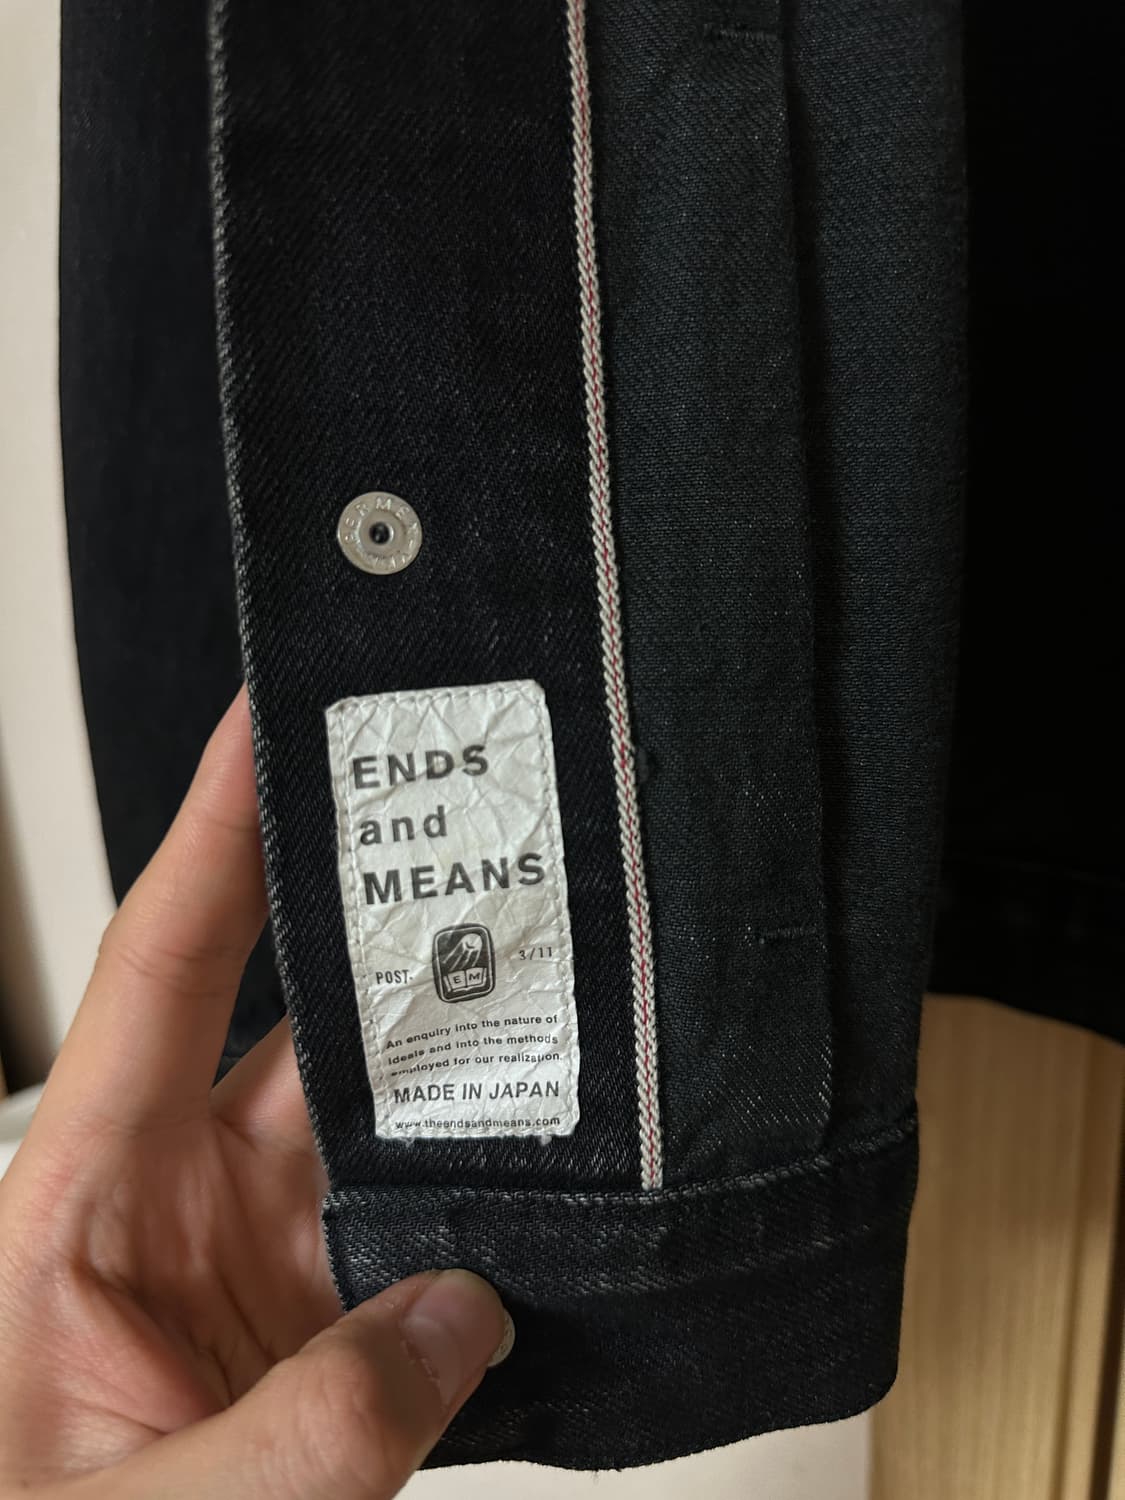 ENDS
and
MEANS
POST-
3/11
E M
An enquiry into the nature of
ideals and into the methods
employed for our realization.
MADE IN JAPAN
www.theendsandmeans.com